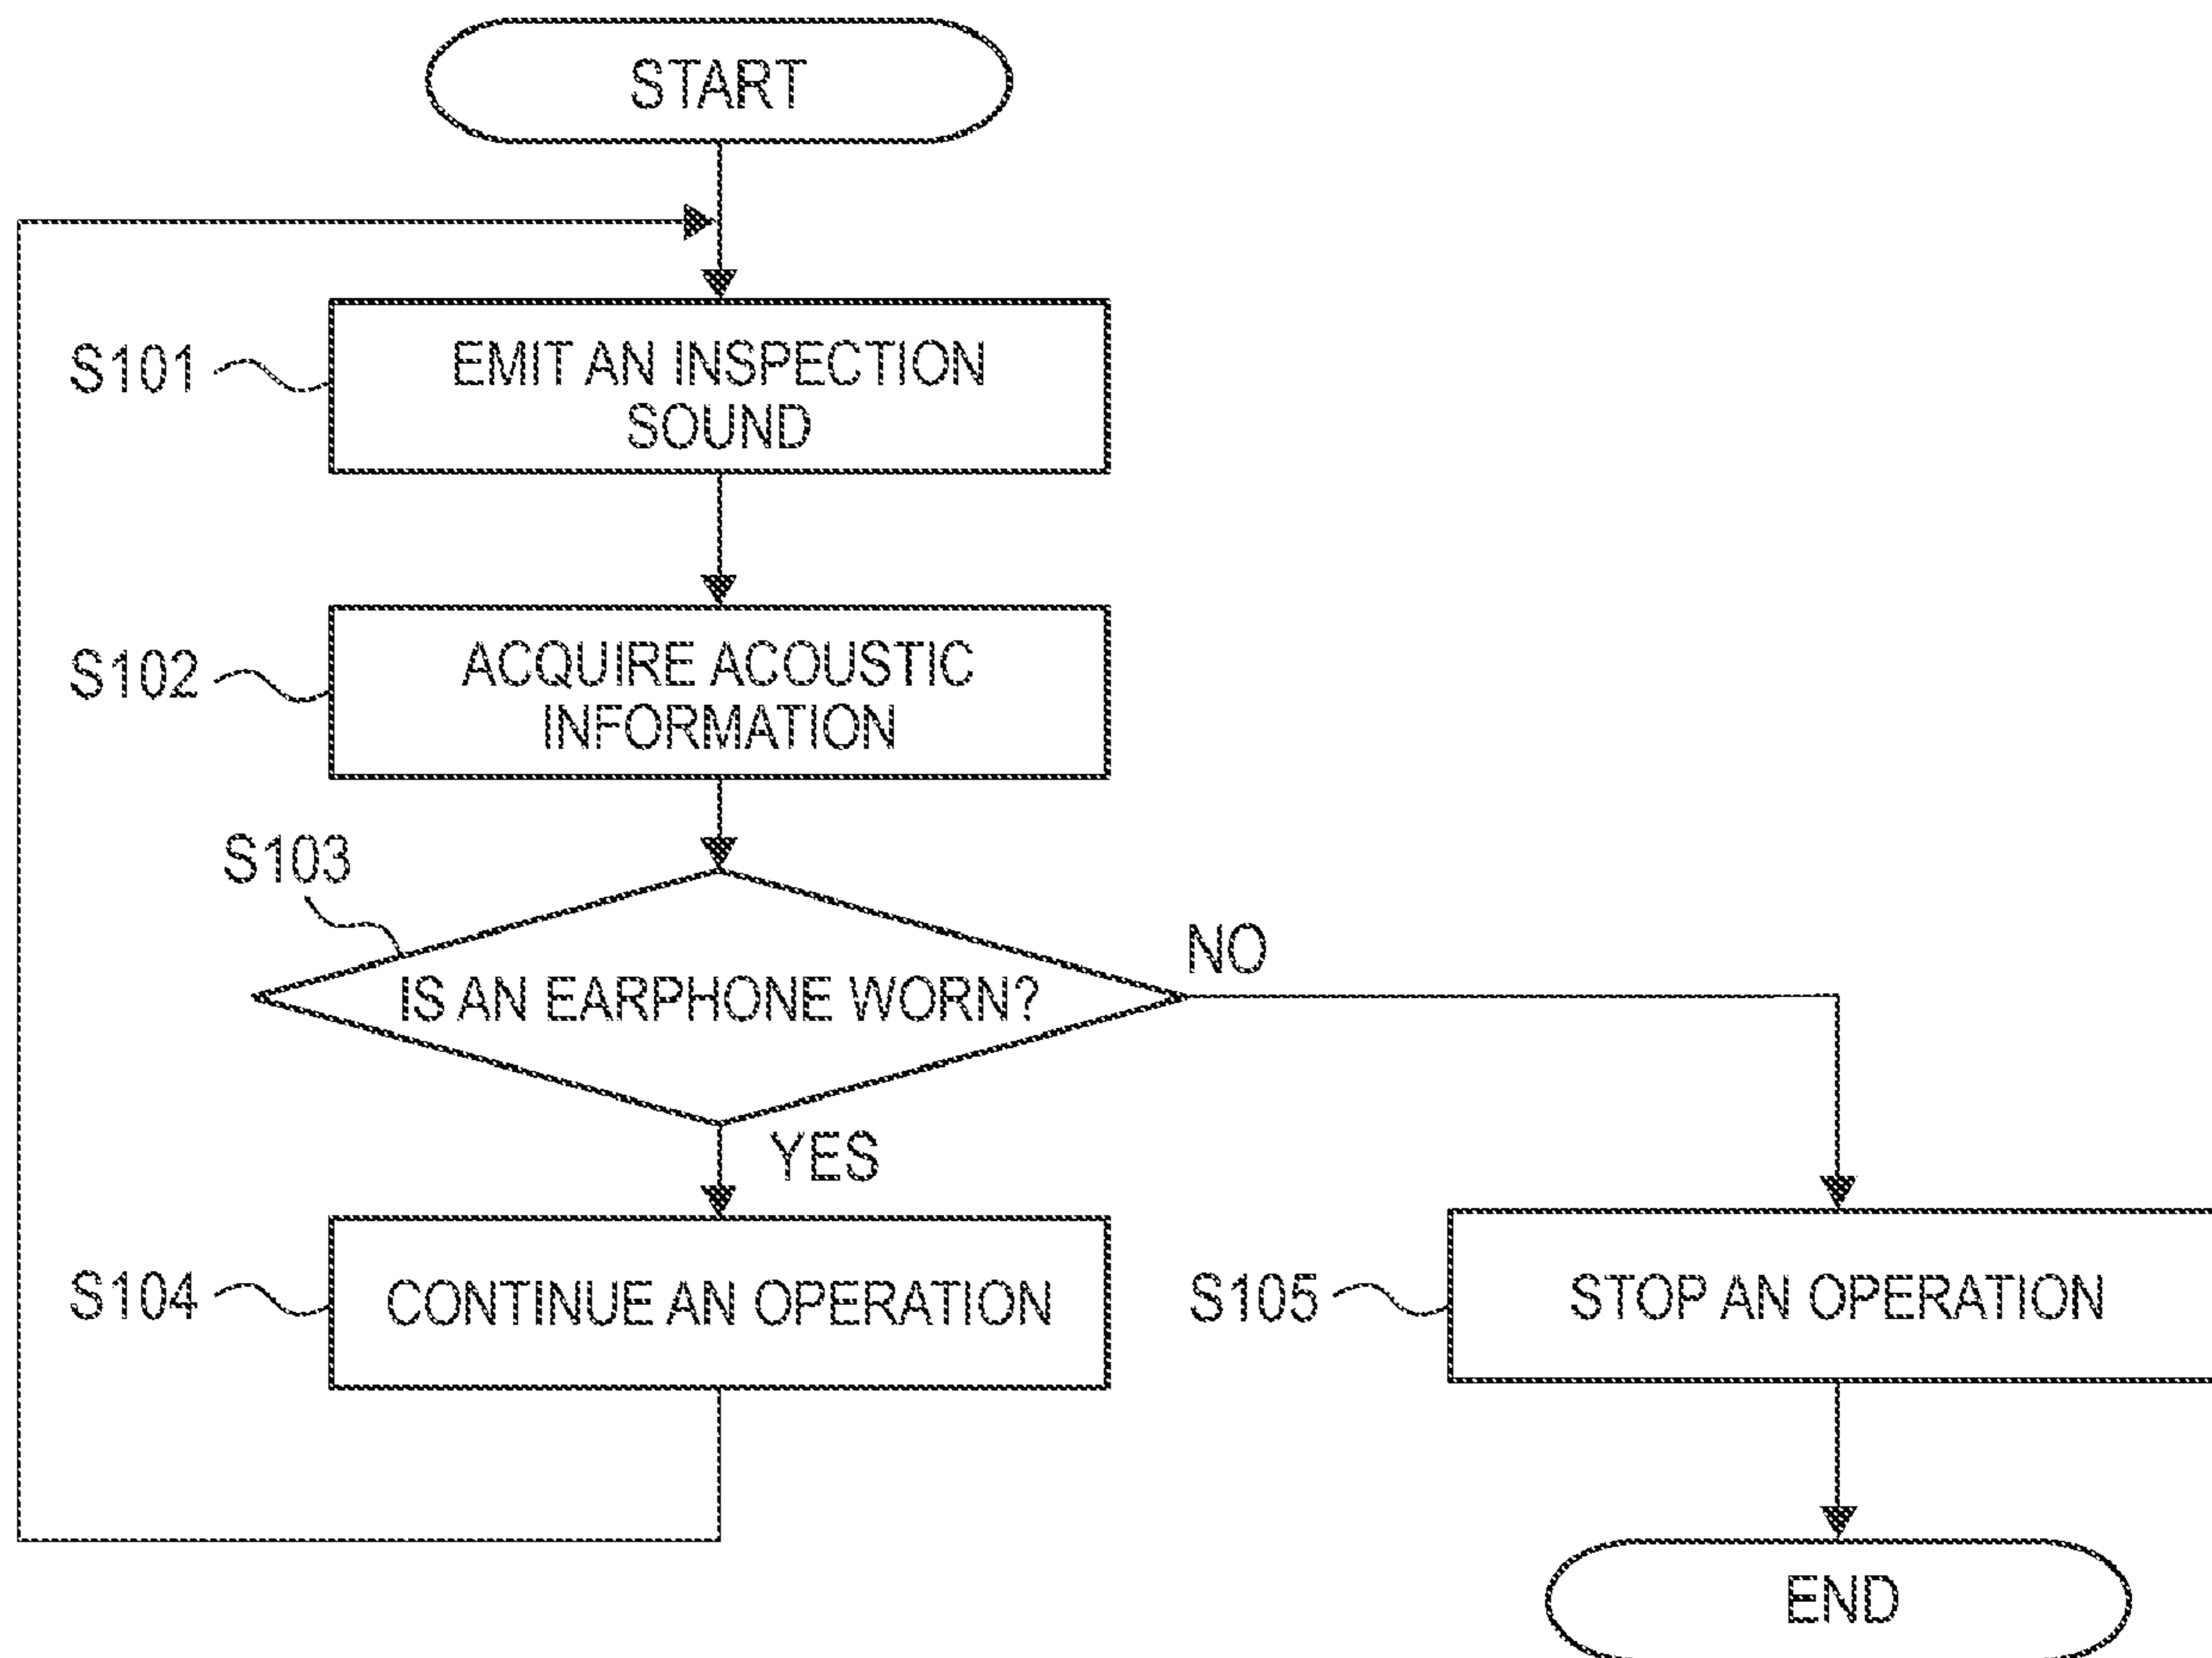 START
S101
EMIT AN INSPECTION
SOUND
S102
ACQUIRE ACOUSTIC
INFORMATION
S103
IS AN EARPHONE WORN?
NO
YES
S104
CONTINUE AN OPERATION
S105
STOP AN OPERATION
END